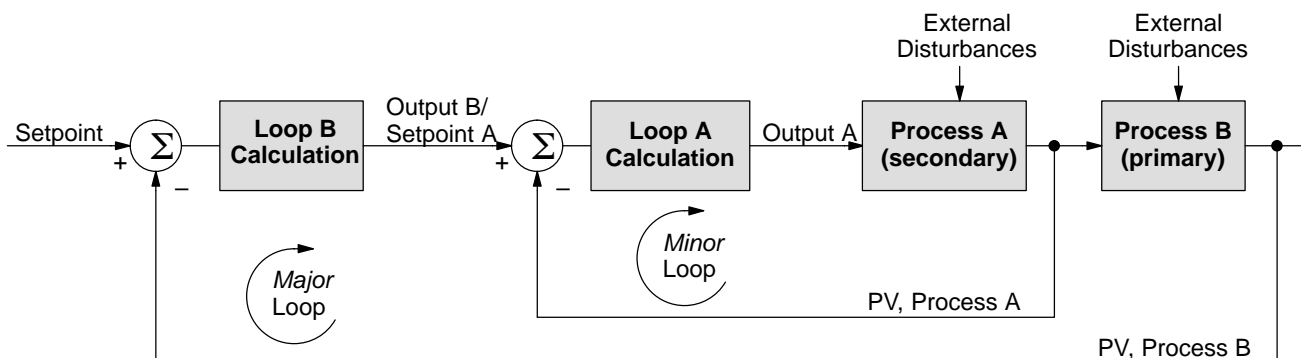 External
Disturbances
External
Disturbances
Setpoint
+
–
Σ
Loop B
Calculation
Output B/
Setpoint A
+
–
Σ
Loop A
Calculation
Output A
Process A
(secondary)
Process B
(primary)
Major
Loop
Minor
Loop
PV, Process A
PV, Process B